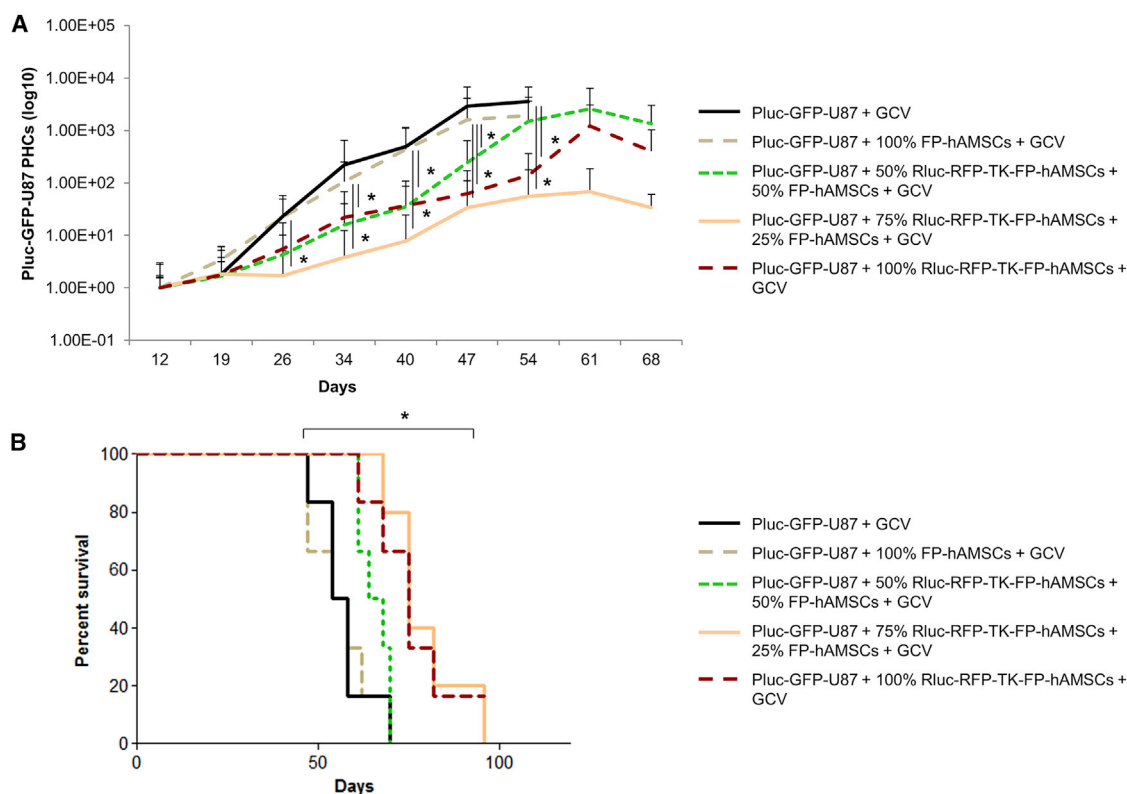 A
Pluc-GFP-U87 PHCs (log10)
1.00E+05
1.00E+04
1.00E+03
1.00E+02
1.00E+01
1.00E+00
1.00E-01
* * * * * * * * * *
12 19 26 34 40 47 54 61 68
Days
Pluc-GFP-U87 + GCV
Pluc-GFP-U87 + 100% FP-hAMSCs + GCV
Pluc-GFP-U87 + 50% Rluc-RFP-TK-FP-hAMSCs +
50% FP-hAMSCs + GCV
Pluc-GFP-U87 + 75% Rluc-RFP-TK-FP-hAMSCs +
25% FP-hAMSCs + GCV
Pluc-GFP-U87 + 100% Rluc-RFP-TK-FP-hAMSCs +
GCV
B
*
Percent survival
100
80
60
40
20
0
0 50 100
Days
Pluc-GFP-U87 + GCV
Pluc-GFP-U87 + 100% FP-hAMSCs + GCV
Pluc-GFP-U87 + 50% Rluc-RFP-TK-FP-hAMSCs +
50% FP-hAMSCs + GCV
Pluc-GFP-U87 + 75% Rluc-RFP-TK-FP-hAMSCs +
25% FP-hAMSCs + GCV
Pluc-GFP-U87 + 100% Rluc-RFP-TK-FP-hAMSCs +
GCV